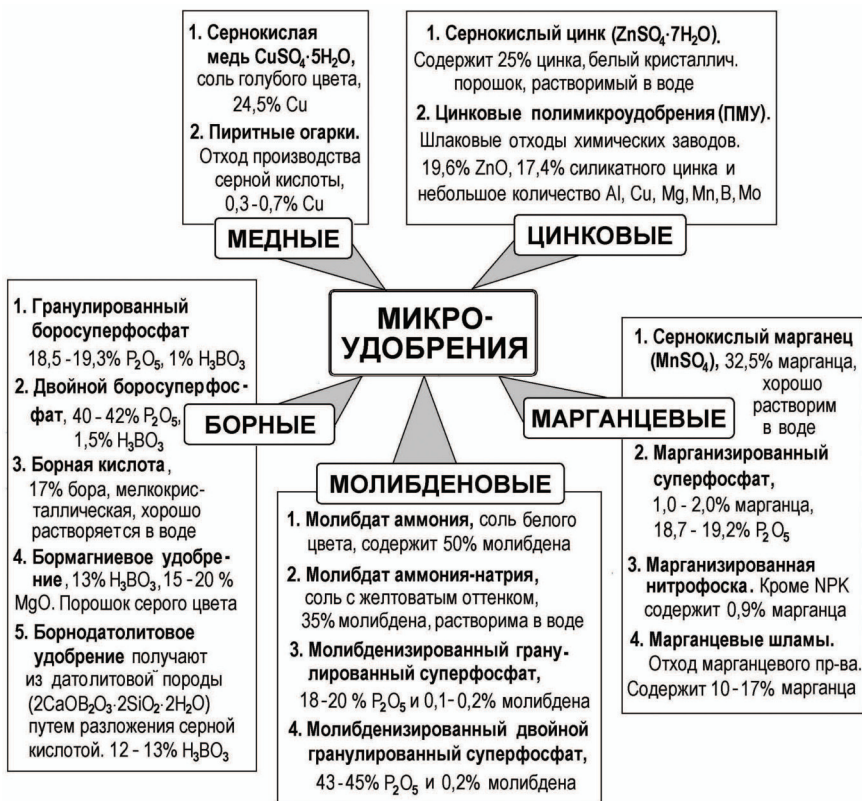 1. Сернокислая
медь CuSO₄·5H₂O,
соль голубого цвета,
24,5% Cu
2. Пиритные огарки.
Отход производства
серной кислоты,
0,3-0,7% Cu
МЕДНЫЕ
1. Сернокислый цинк (ZnSO₄·7H₂O).
Содержит 25% цинка, белый кристаллич.
порошок, растворимый в воде
2. Цинковые полимикроудобрения (ПМУ).
Шлаковые отходы химических заводов.
19,6% ZnO, 17,4% силикатного цинка и
небольшое количество Al, Cu, Mg, Mn, B, Mo
ЦИНКОВЫЕ
МИКРО-
УДОБРЕНИЯ
1. Гранулированный
боросуперфосфат
18,5-19,3% P₂O₅, 1% H₃BO₃
2. Двойной боросуперфос-
фат, 40-42% P₂O₅,
1,5% H₃BO₃
3. Борная кислота,
17% бора, мелкокрис-
таллическая, хорошо
растворяется в воде
4. Бормагниевое удобре-
ние, 13% H₃BO₃, 15-20 %
MgO. Порошок серого цвета
5. Борнодатолитовое
удобрение получают
из датолитовой породы
(2CaOB₂O₃·2SiO₂·2H₂O)
путем разложения серной
кислотой. 12-13% H₃BO₃
БОРНЫЕ
МОЛИБДЕНОВЫЕ
1. Молибдат аммония, соль белого
цвета, содержит 50% молибдена
2. Молибдат аммония-натрия,
соль с желтоватым оттенком,
35% молибдена, растворима в воде
3. Молибденизированный грану-
лированный суперфосфат,
18-20 % P₂O₅ и 0,1-0,2% молибдена
4. Молибденизированный двойной
гранулированный суперфосфат,
43-45% P₂O₅ и 0,2% молибдена
МАРГАНЦЕВЫЕ
1. Сернокислый марганец
(MnSO₄), 32,5% марганца,
хорошо
растворим
в воде
2. Марганизированный
суперфосфат,
1,0-2,0% марганца,
18,7-19,2% P₂O₅
3. Марганизированная
нитрофоска. Кроме NPK
содержит 0,9% марганца
4. Марганцевые шламы.
Отход марганцевого пр-ва.
Содержит 10-17% марганца